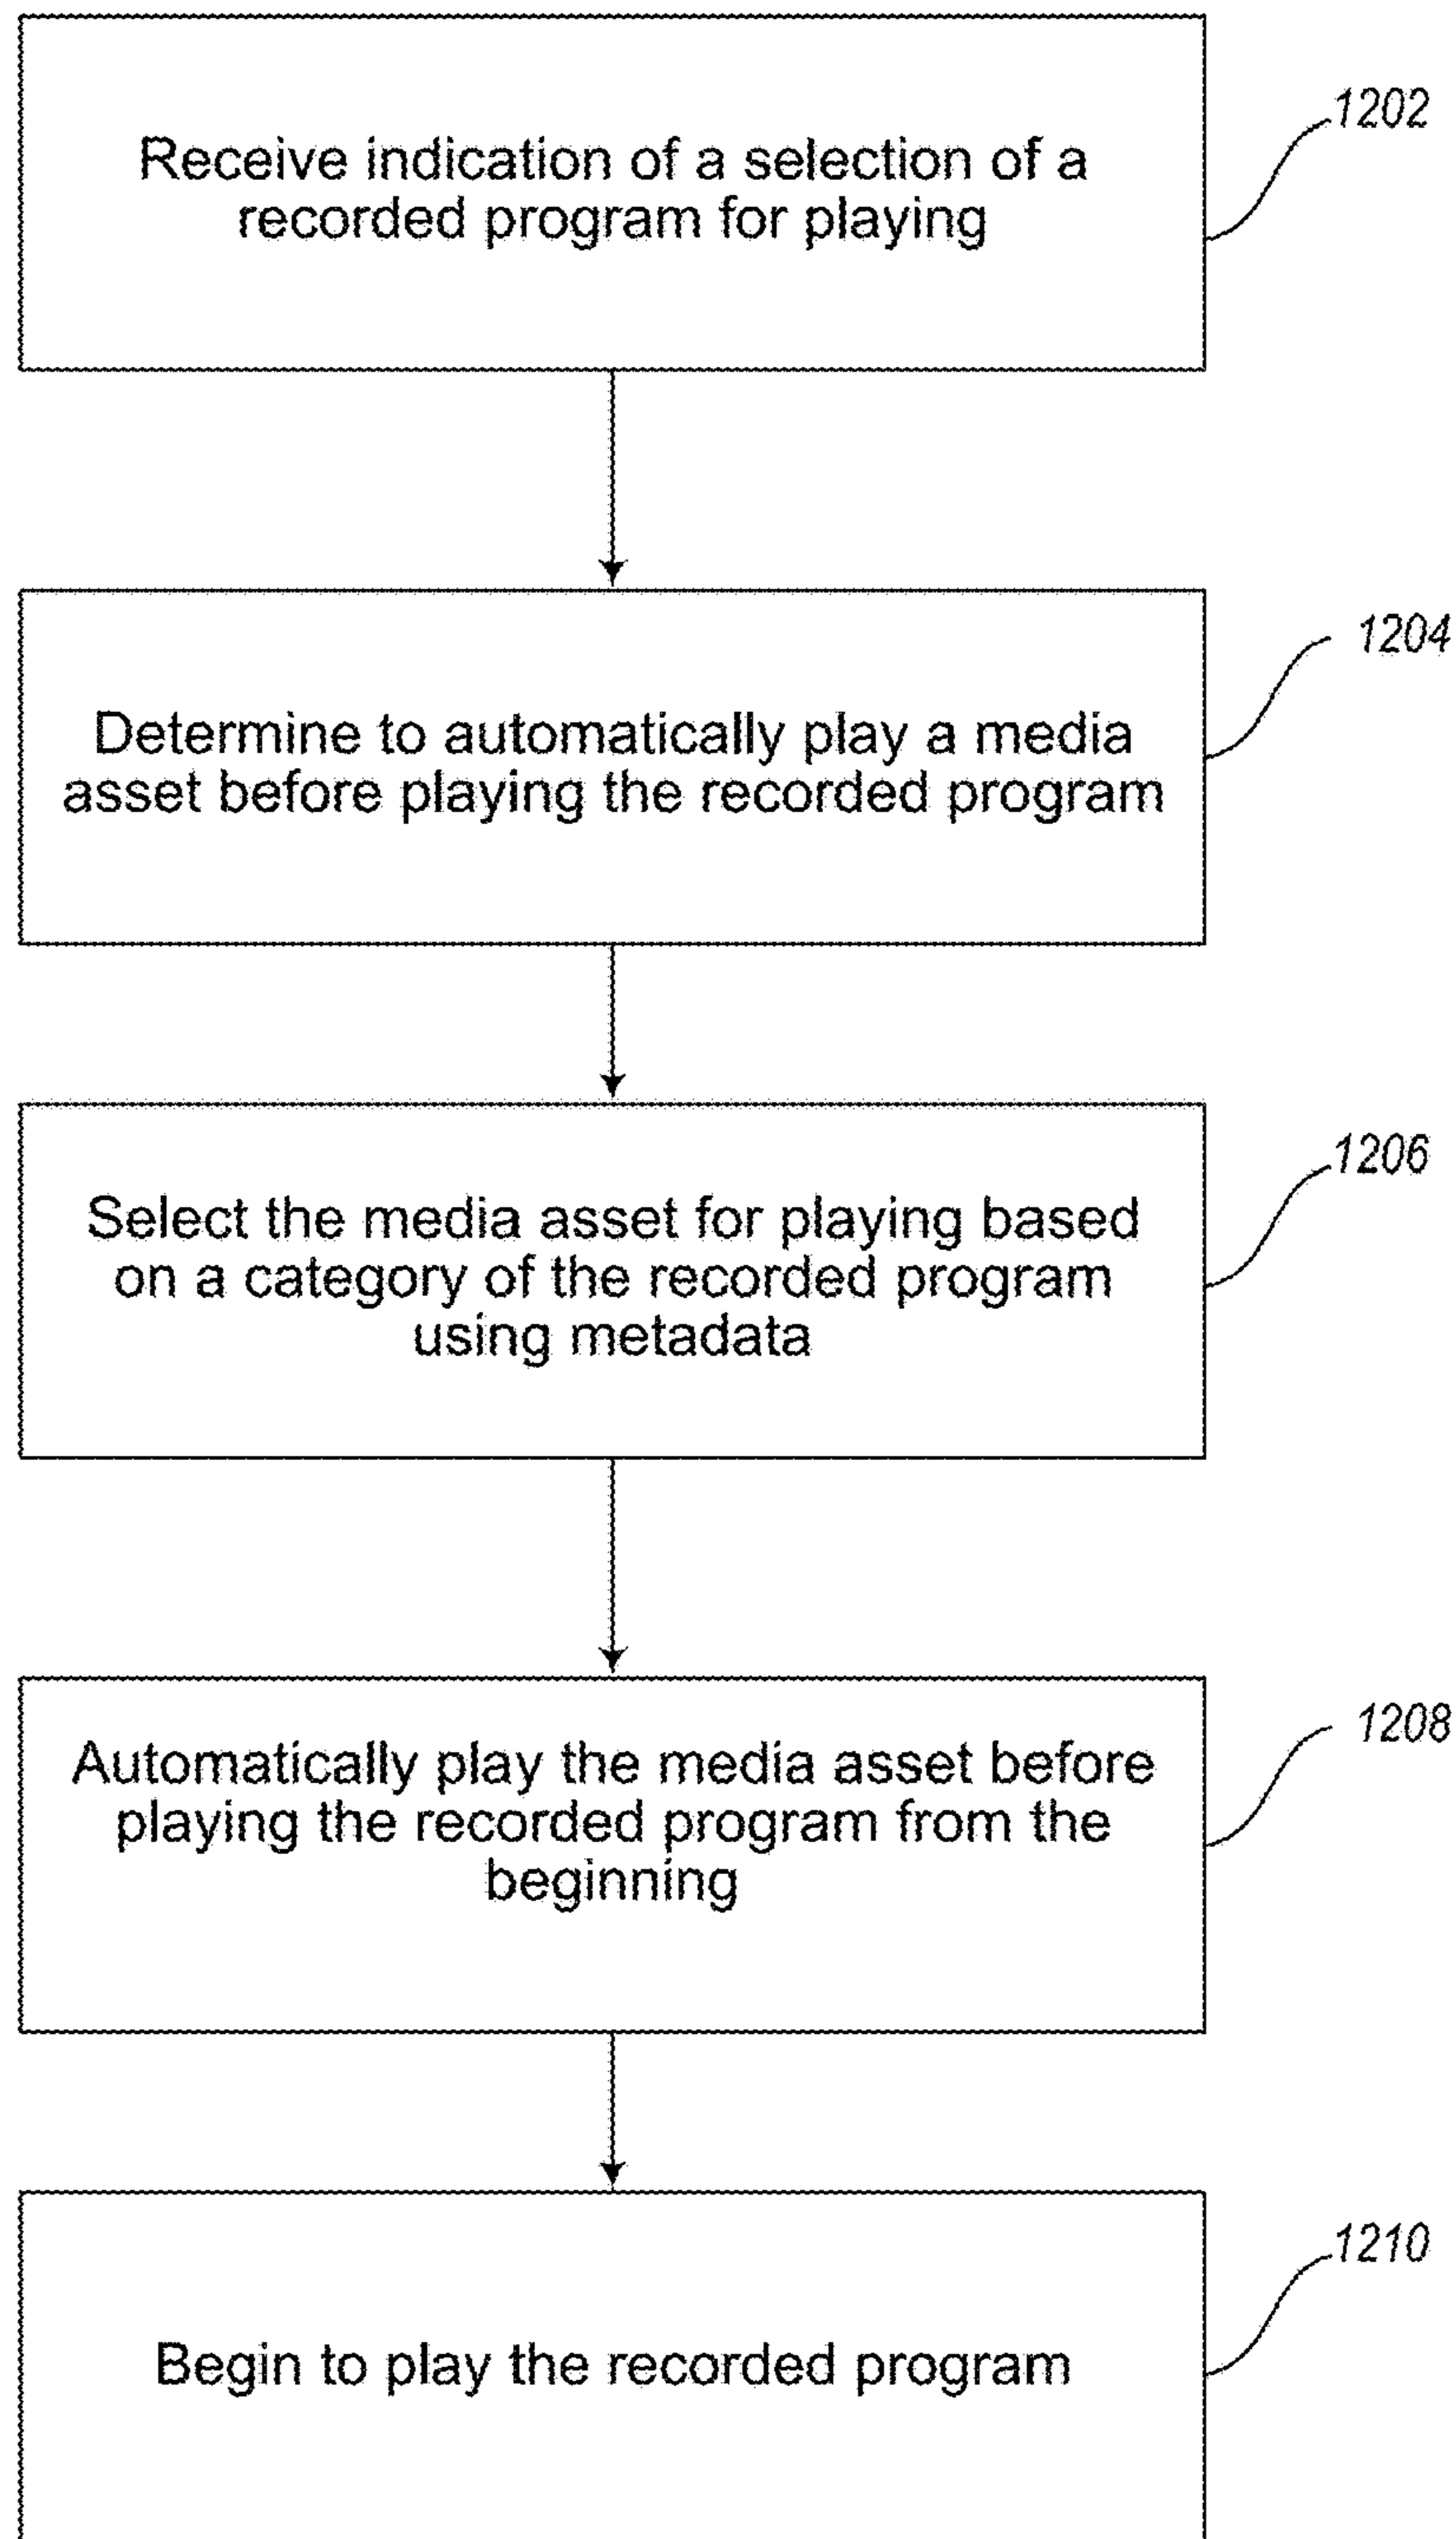 Receive indication of a selection of a
recorded program for playing
1202
Determine to automatically play a media
asset before playing the recorded program
1204
Select the media asset for playing based
on a category of the recorded program
using metadata
1206
Automatically play the media asset before
playing the recorded program from the
beginning
1208
Begin to play the recorded program
1210